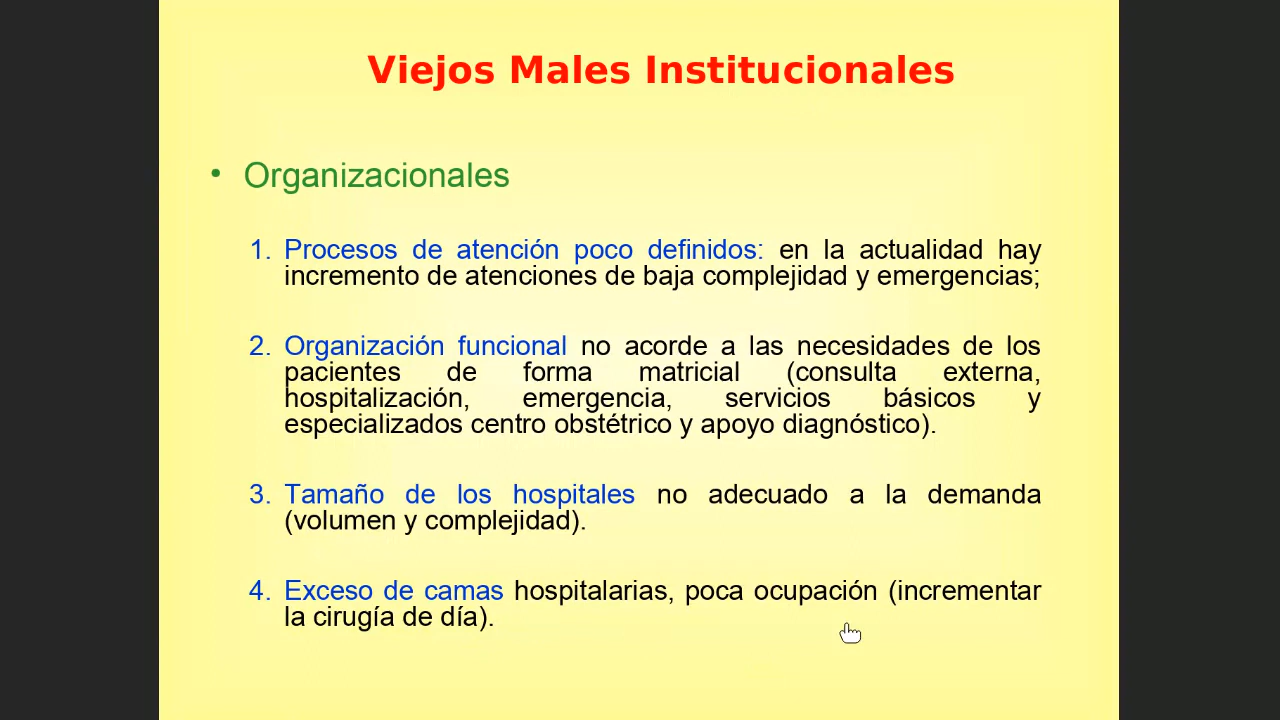 Viejos Males Institucionales
• Organizacionales
1. Procesos de atención poco definidos: en la actualidad hay
incremento de atenciones de baja complejidad y emergencias;
2. Organización funcional no acorde a las necesidades de los
pacientes de forma matricial (consulta externa,
hospitalización, emergencia, servicios básicos y
especializados centro obstétrico y apoyo diagnóstico).
3. Tamaño de los hospitales no adecuado a la demanda
(volumen y complejidad).
4. Exceso de camas hospitalarias, poca ocupación (incrementar
la cirugía de día).